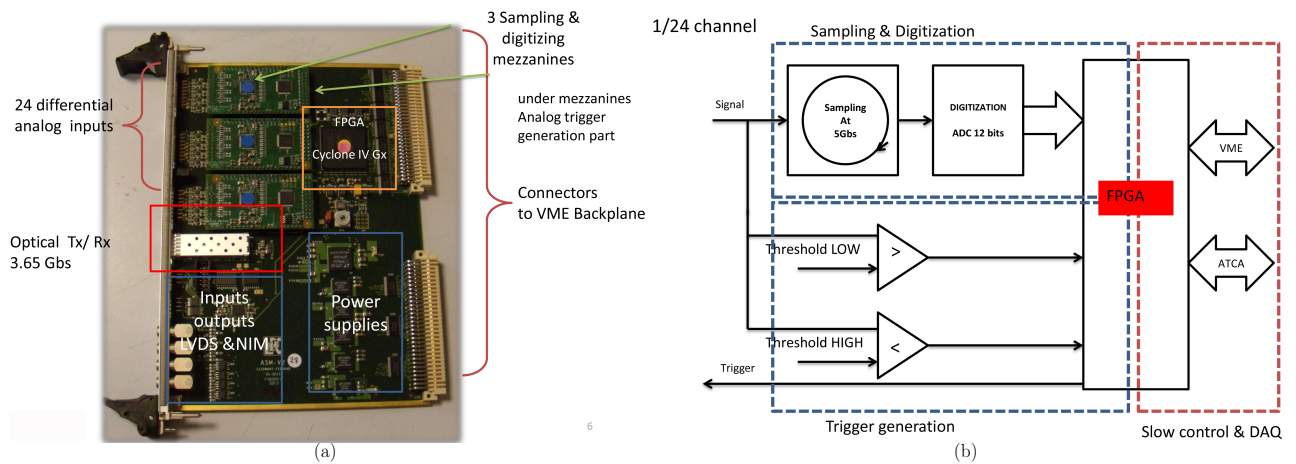 3 Sampling &
digitizing
mezzanines
24 differential
analog inputs
under mezzanines
Analog trigger
generation part
FPGA
Cyclone IV Gx
Connectors
to VME Backplane
Optical Tx/ Rx
3.65 Gbs
Inputs
outputs
LVDS &NIM
Power
supplies
ASM-V2
25
6
(a)
1/24 channel
Sampling & Digitization
Signal
Sampling
At
5Gbs
DIGITIZATION
ADC 12 bits
VME
FPGA
Threshold LOW
>
ATCA
Threshold HIGH
<
Trigger
Trigger generation
Slow control & DAQ
(b)